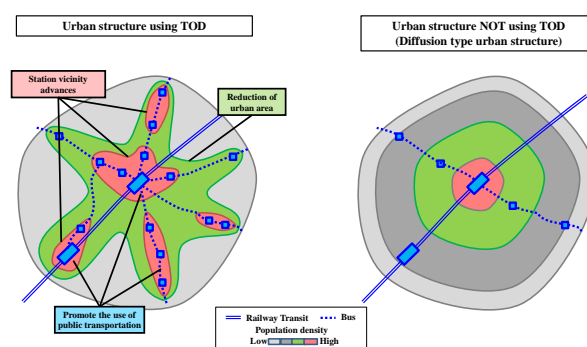 Urban structure using TOD
Urban structure NOT using TOD
(Diffusion type urban structure)
Station vicinity
advances
Reduction of
urban area
Promote the use of
public transportation
Railway Transit
Bus
Population density
Low
High